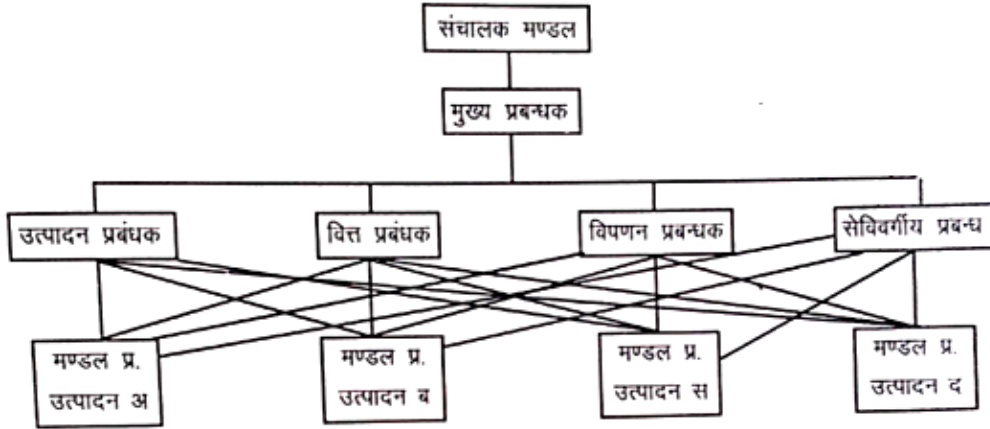 संचालक मण्डल
मुख्य प्रबन्धक
उत्पादन प्रबंधक
वित्त प्रबंधक
विपणन प्रबन्धक
सेविवर्गीय प्रबन्ध
मण्डल प्र.
उत्पादन अ
मण्डल प्र.
उत्पादन ब
मण्डल प्र.
उत्पादन स
मण्डल प्र.
उत्पादन द